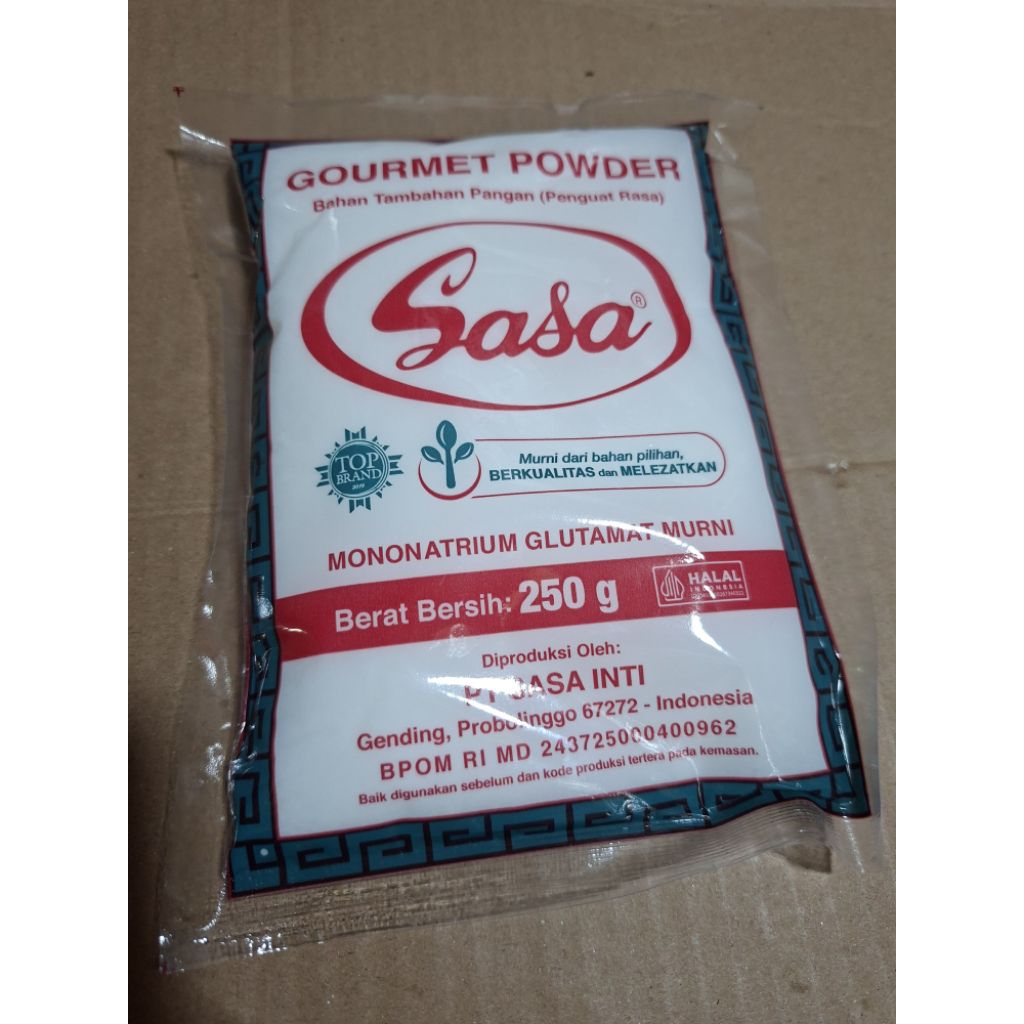 GOURMET POWDER
Bahan Tambahan Pangan (Penguat Rasa)
Sasa®
TOP
BRAND
Murni dari bahan pilihan,
BERKUALITAS dan MELEZATKAN
MONONATRIUM GLUTAMAT MURNI
Berat Bersih: 250 g
HALAL
INDONESIA
Diproduksi Oleh:
PT SASA INTI
Gending, Probolinggo 67272 - Indonesia
BPOM RI MD 243725000400962
Baik digunakan sebelum dan kode produksi tertera pada kemasan.